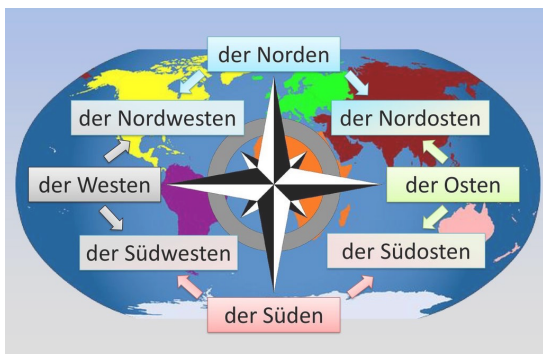 der Norden
der Nordwesten
der Nordosten
der Westen
der Osten
der Südwesten
der Südosten
der Süden